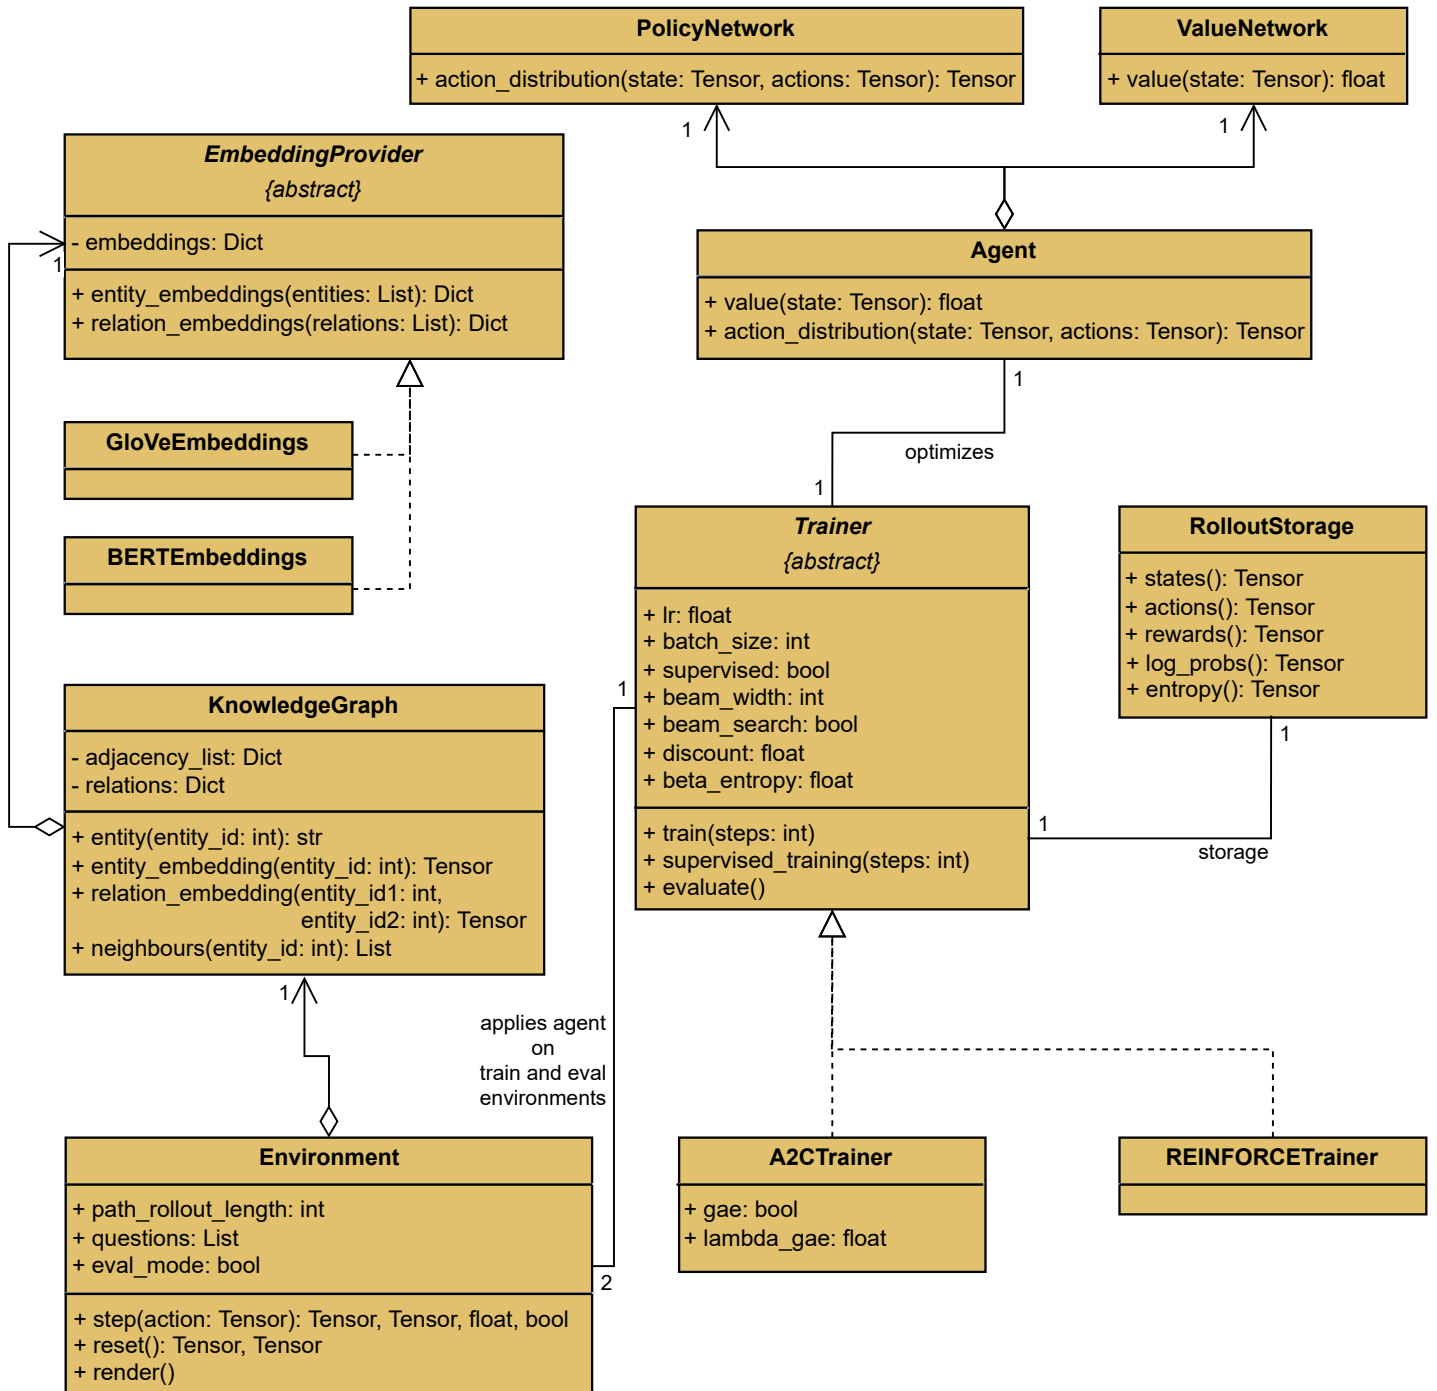 PolicyNetwork
+ action_distribution(state: Tensor, actions: Tensor): Tensor
ValueNetwork
+ value(state: Tensor): float
1
1
EmbeddingProvider
{abstract}
- embeddings: Dict
1
+ entity_embeddings(entities: List): Dict
+ relation_embeddings(relations: List): Dict
Agent
+ value(state: Tensor): float
+ action_distribution(state: Tensor, actions: Tensor): Tensor
1
optimizes
1
GloVeEmbeddings
BERTEmbeddings
Trainer
{abstract}
+ lr: float
+ batch_size: int
+ supervised: bool
+ beam_width: int
+ beam_search: bool
+ discount: float
+ beta_entropy: float
+ train(steps: int)
+ supervised_training(steps: int)
+ evaluate()
RolloutStorage
+ states(): Tensor
+ actions(): Tensor
+ rewards(): Tensor
+ log_probs(): Tensor
+ entropy(): Tensor
1
1
storage
KnowledgeGraph
- adjacency_list: Dict
- relations: Dict
+ entity(entity_id: int): str
+ entity_embedding(entity_id: int): Tensor
+ relation_embedding(entity_id1: int,
entity_id2: int): Tensor
+ neighbours(entity_id: int): List
1
1
applies agent
on
train and eval
environments
2
Environment
+ path_rollout_length: int
+ questions: List
+ eval_mode: bool
+ step(action: Tensor): Tensor, Tensor, float, bool
+ reset(): Tensor, Tensor
+ render()
A2CTrainer
+ gae: bool
+ lambda_gae: float
REINFORCETrainer